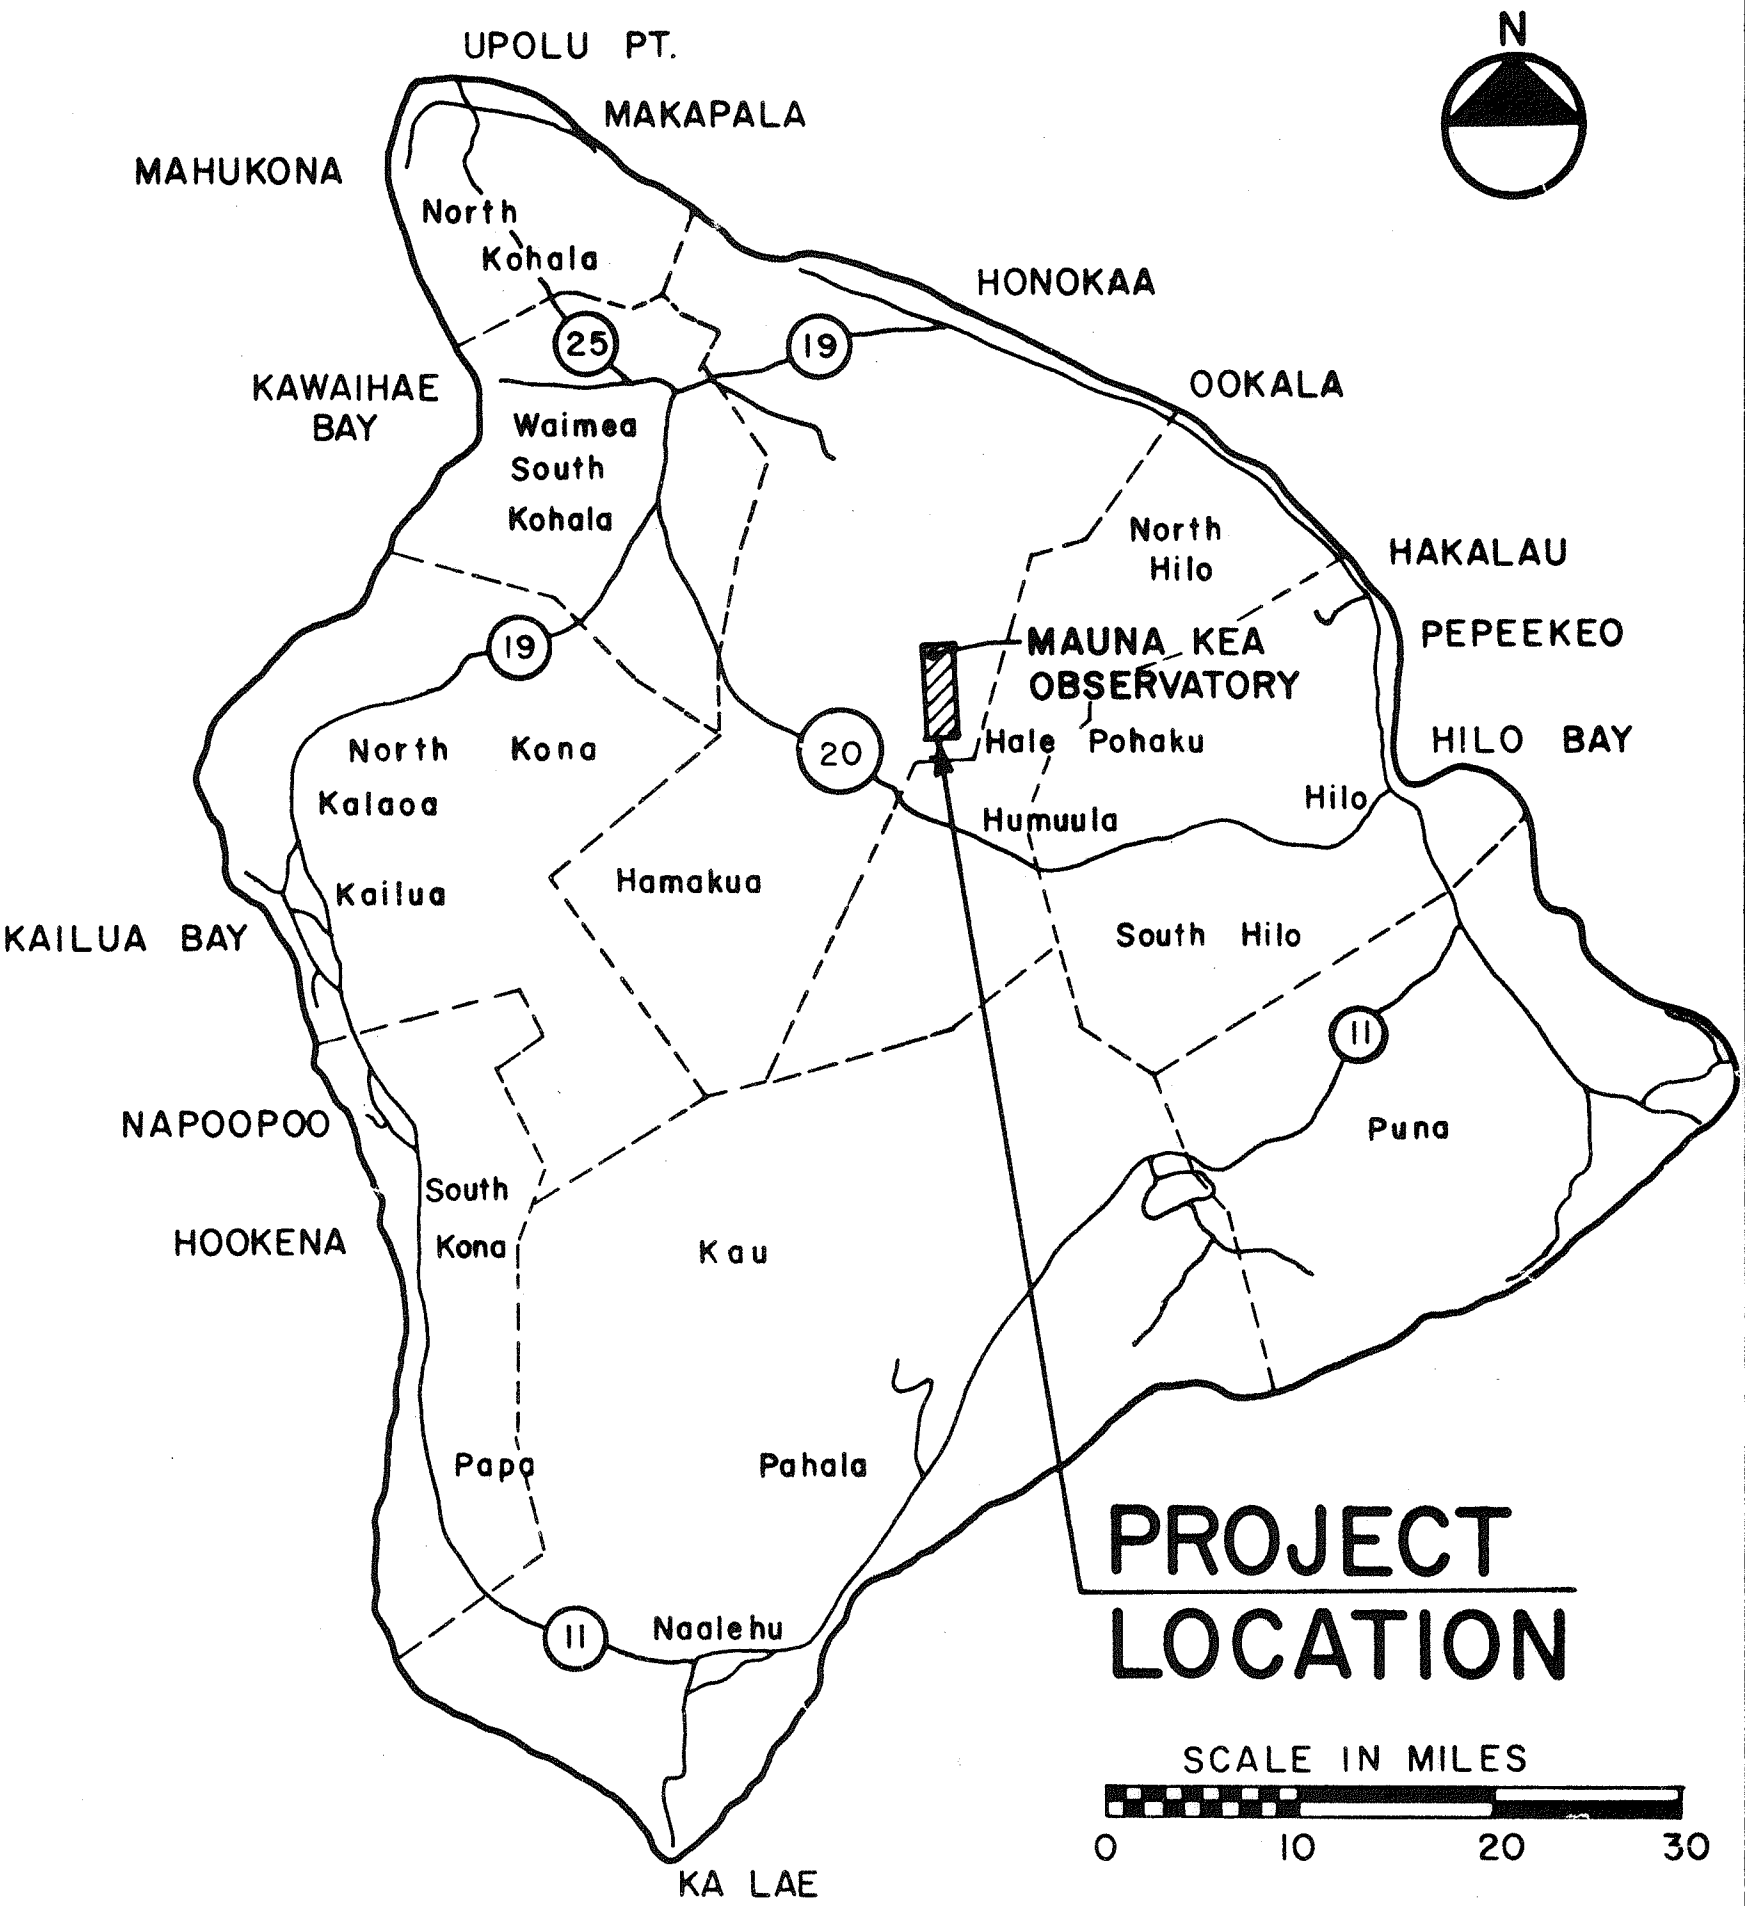 N
UPOLU PT.
MAKAPALA
MAHUKONA
North
Kohala
HONOKAA
25
19
KAWAIHAE
BAY
OOKALA
Waimea
South
Kohala
North
Hilo
HAKALAU
19
MAUNA KEA
OBSERVATORY
PEPEEKEO
North Kona
20
Hale Pohaku
HILO BAY
Kalaoa
Humuula
Hilo
Kailua
Hamakua
KAILUA BAY
South Hilo
11
NAPOOPOO
Puna
South
Kona
HOOKENA
Kau
Papa
Pahala
PROJECT
LOCATION
11
Naalehu
SCALE IN MILES
0 10 20 30
KA LAE